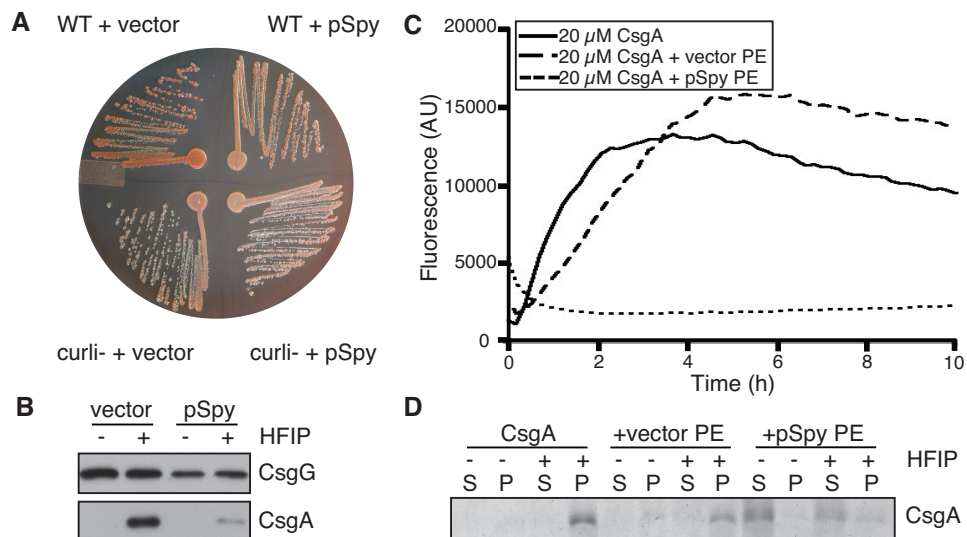 A
WT + vector
WT + pSpy
curli- + vector
curli- + pSpy
B
vector
pSpy
-
+
-
+
HFIP
CsgG
CsgA
C
20000
15000
10000
5000
0
Fluorescence (AU)
20 µM CsgA
20 µM CsgA + vector PE
20 µM CsgA + pSpy PE
0
2
4
6
8
10
Time (h)
D
CsgA
+vector PE
+pSpy PE
- - + + - - + + - - + + HFIP
S P S P S P S P S P S P
CsgA